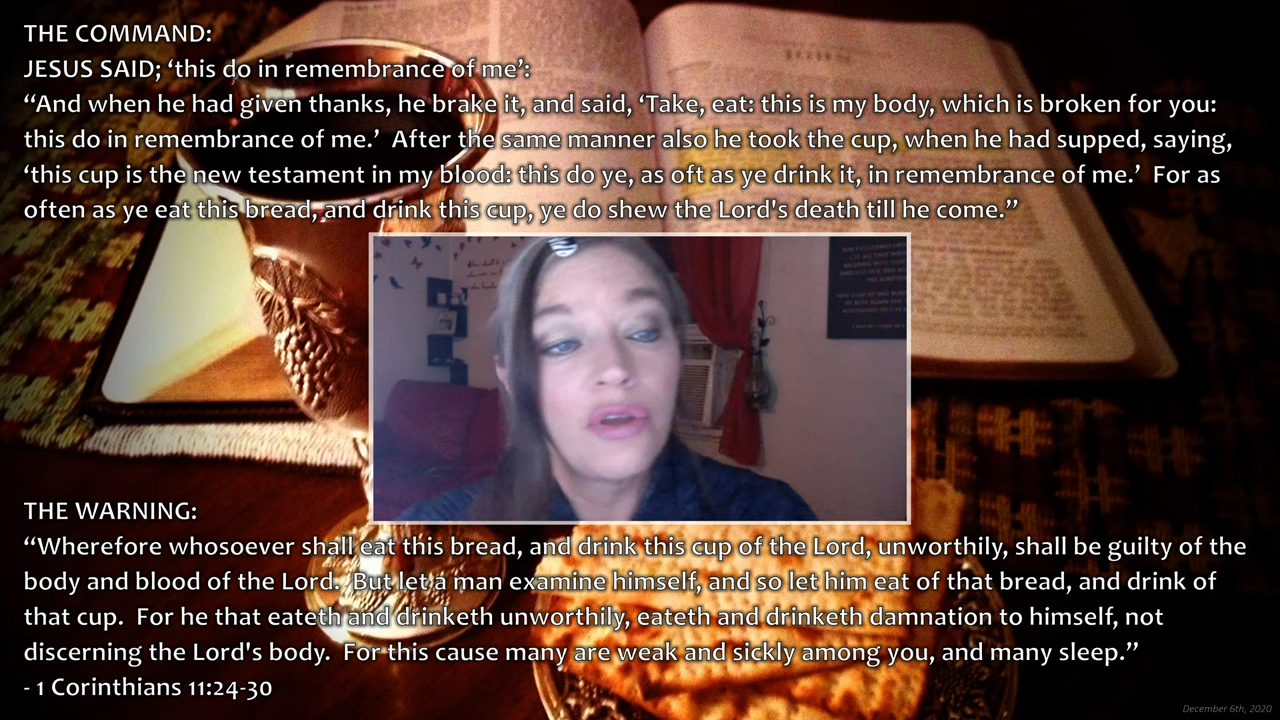 THE COMMAND:
JESUS SAID; ‘this do in remembrance of me’:
“And when he had given thanks, he brake it, and said, ‘Take, eat: this is my body, which is broken for you:
this do in remembrance of me.’  After the same manner also he took the cup, when he had supped, saying,
‘this cup is the new testament in my blood: this do ye, as oft as ye drink it, in remembrance of me.’  For as
often as ye eat this bread, and drink this cup, ye do shew the Lord's death till he come.”
THE WARNING:
“Wherefore whosoever shall eat this bread, and drink this cup of the Lord, unworthily, shall be guilty of the
body and blood of the Lord.  But let a man examine himself, and so let him eat of that bread, and drink of
that cup.  For he that eateth and drinketh unworthily, eateth and drinketh damnation to himself, not
discerning the Lord's body.  For this cause many are weak and sickly among you, and many sleep.”
- 1 Corinthians 11:24-30
December 6th, 2020